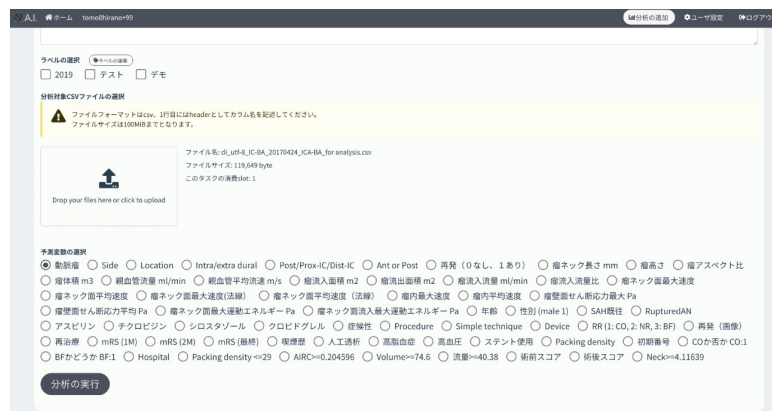 A.I. ホーム tomo0hirano+99 分析の追加 ユーザ設定 ログアウ
ラベルの選択 ラベルの編集
2019 テスト デモ
分析対象CSVファイルの選択
ファイルフォーマットはcsv、1行目にはheaderとしてカラム名を記述してください。
ファイルサイズは100MiBまでとなります。
ファイル名: di_utf-8_IC-BA_20170424_ICA-BA_for analysis.csv
ファイルサイズ: 119,649 byte
このタスクの消費slot: 1
Drop your files here or click to upload
予測変数の選択
動脈瘤 Side Location Intra/extra dural Post/Prox-IC/Dist-IC Ant or Post 再発（０なし、１あり） 瘤ネック長さ mm 瘤高さ 瘤アスペクト比
瘤体積 m3 親血管流量 ml/min 親血管平均流速 m/s 瘤流入面積 m2 瘤流出面積 m2 瘤流入流量 ml/min 瘤流入流量比 瘤ネック面最大速度
瘤ネック面平均速度 瘤ネック面最大速度(法線) 瘤ネック面平均速度（法線） 瘤内最大速度 瘤内平均速度 瘤壁面せん断応力最大 Pa
瘤壁面せん断応力平均 Pa 瘤ネック面最大運動エネルギー Pa 瘤ネック面流入最大運動エネルギー Pa 年齢 性別 (male 1) SAH既往 RupturedAN
アスピリン チクロピジン シロスタゾール クロピドグレル 症候性 Procedure Simple technique Device RR (1: CO, 2: NR, 3: BF) 再発（画像）
再治療 mRS (1M) mRS (2M) mRS (最終) 喫煙歴 人工透析 高脂血症 高血圧 ステント使用 Packing density 初期番号 COか否か CO:1
BFかどうか BF:1 Hospital Packing density <=29 AIRC>=0.204596 Volume>=74.6 流量>=40.38 術前スコア 術後スコア Neck>=4.11639
分析の実行